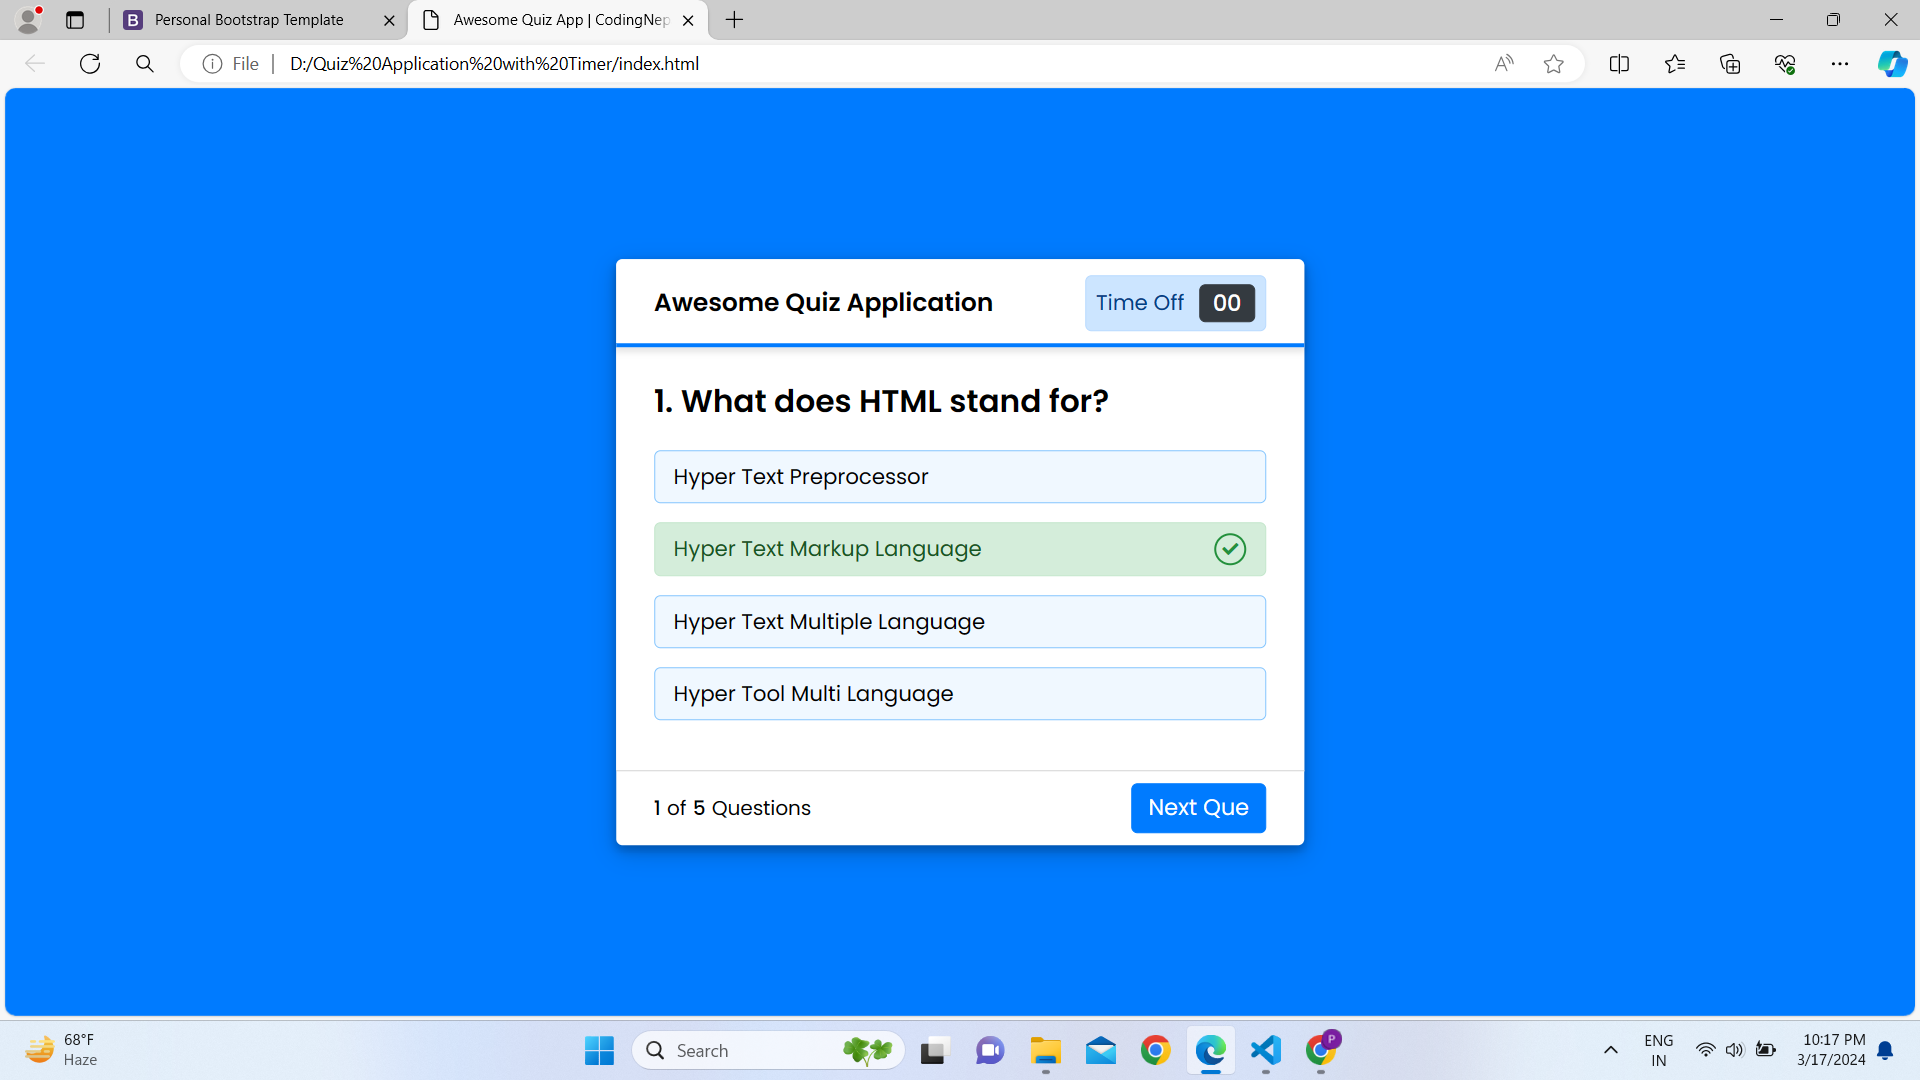 Personal Bootstrap Template
Awesome Quiz App | CodingNep
File
D:/Quiz%20Application%20with%20Timer/index.html
Awesome Quiz Application
Time Off 00
1. What does HTML stand for?
Hyper Text Preprocessor
Hyper Text Markup Language
Hyper Text Multiple Language
Hyper Tool Multi Language
1 of 5 Questions
Next Que
68°F
Haze
Search
P
ENG
IN
10:17 PM
3/17/2024